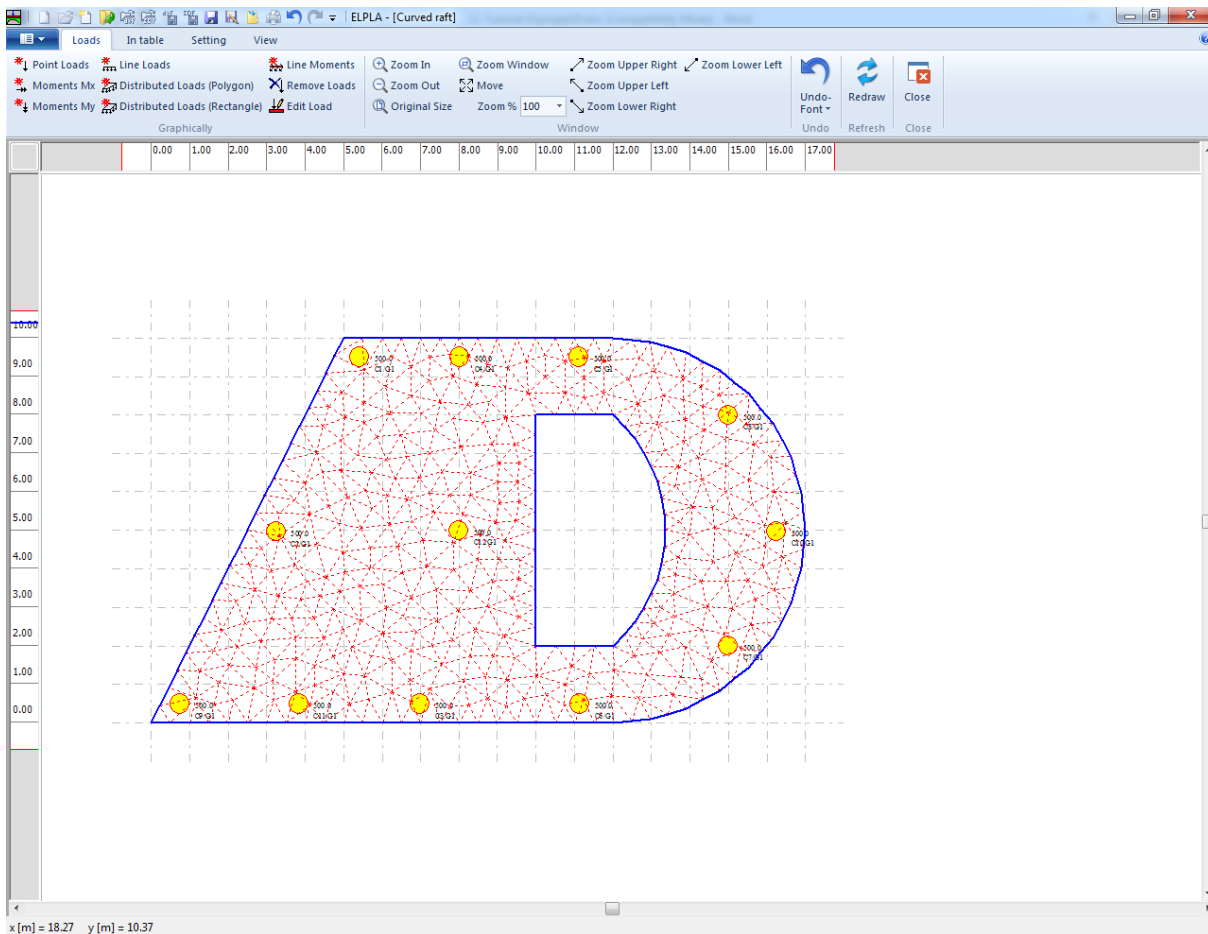 ELPLA - [Curved raft]
Loads In table Setting View
Point Loads Line Loads Line Moments Zoom In Zoom Window Zoom Upper Right Zoom Lower Left
Moments Mx Distributed Loads (Polygon) Remove Loads Zoom Out Move Zoom Upper Left
Moments My Distributed Loads (Rectangle) Edit Load Original Size Zoom % 100 Zoom Lower Right
Undo-
Font
Redraw Close
Graphically Window Undo Refresh Close
0.00 1.00 2.00 3.00 4.00 5.00 6.00 7.00 8.00 9.00 10.00 11.00 12.00 13.00 14.00 15.00 16.00 17.00
10.00
9.00
8.00
7.00
6.00
5.00
4.00
3.00
2.00
1.00
0.00
x [m] = 18.27 y [m] = 10.37